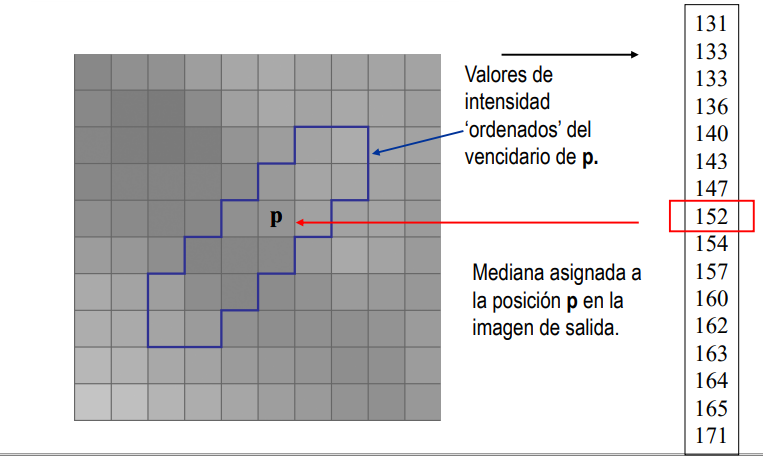 Valores de
intensidad
‘ordenados’ del
vencidario de p.
p
Mediana asignada a
la posición p en la
imagen de salida.
131
133
133
136
140
143
147
152
154
157
160
162
163
164
165
171